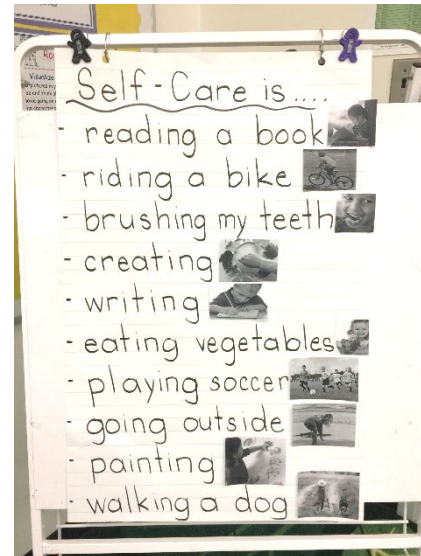 Visualize
Self-Care is....
- reading a book
- riding a bike
- brushing my teeth
- creating
- writing
- eating vegetables
- playing soccer
- going outside
- painting
- walking a dog